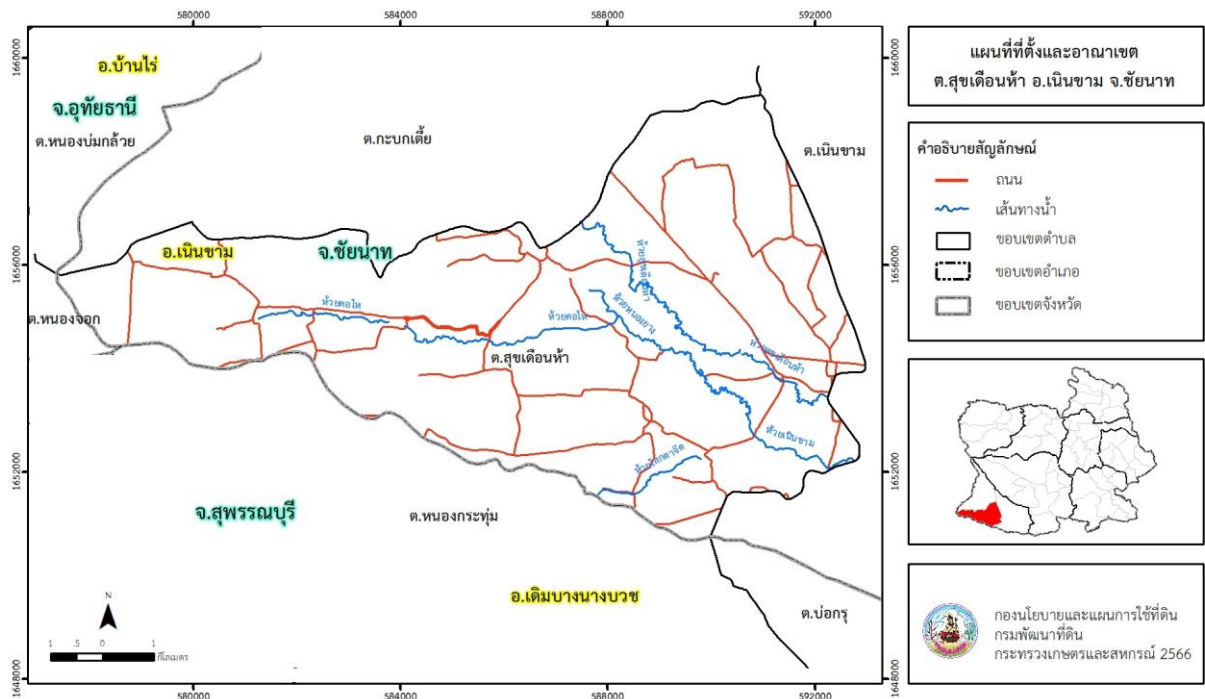 580000
584000
588000
592000
1660000
1660000
อ.บ้านไร่
จ.อุทัยธานี
ต.หนองบ่มกล้วย
ต.กะบกเตี้ย
ต.เนินขาม
1656000
1656000
อ.เนินขาม
จ.ชัยนาท
ต.หนองจอก
ห้วยคอไห
ห้วยคอไห
ห้วยหนองยาง
ต.สุขเดือนห้า
ห้วยเนินขาม
1652000
1652000
จ.สุพรรณบุรี
ต.หนองกระทุ่ม
อ.เดิมบางนางบวช
ต.บ่อกรุ
N
1 .5 0 1
กิโลเมตร
1648000
1648000
580000
584000
588000
592000
แผนที่ที่ตั้งและอาณาเขต
ต.สุขเดือนห้า อ.เนินขาม จ.ชัยนาท
คำอธิบายสัญลักษณ์
ถนน
เส้นทางน้ำ
ขอบเขตตำบล
ขอบเขตอำเภอ
ขอบเขตจังหวัด
กองนโยบายและแผนการใช้ที่ดิน
กรมพัฒนาที่ดิน
กระทรวงเกษตรและสหกรณ์ 2566